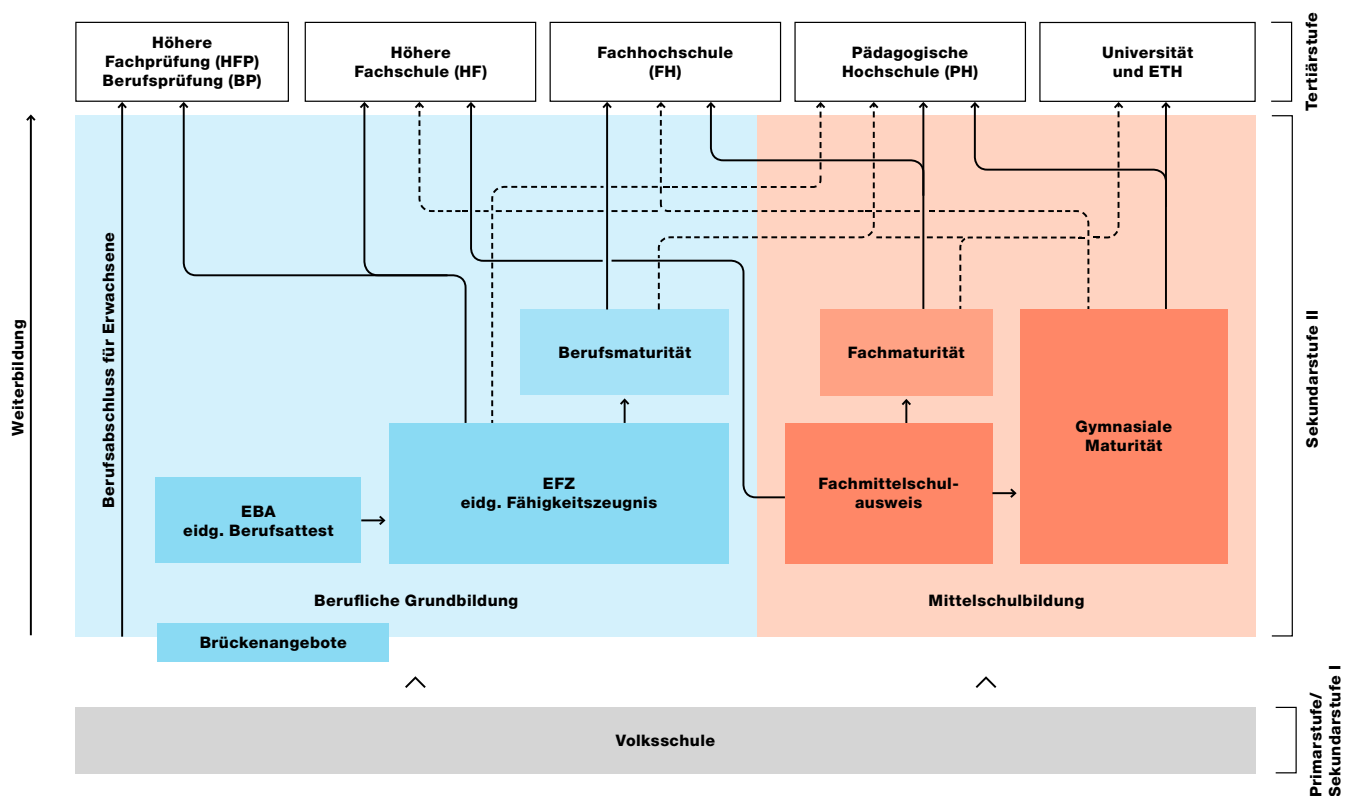 Höhere
Fachprüfung (HFP)
Berufsprüfung (BP)
Höhere
Fachschule (HF)
Fachhochschule
(FH)
Pädagogische
Hochschule (PH)
Universität
und ETH
Tertiärstufe
Weiterbildung
Berufsabschluss für Erwachsene
Berufsmaturität
Fachmaturität
Gymnasiale
Maturität
EFZ
eidg. Fähigkeitszeugnis
Fachmittelschul-
ausweis
EBA
eidg. Berufsattest
Sekundarstufe II
Berufliche Grundbildung
Mittelschulbildung
Brückenangebote
Volksschule
Primarstufe/
Sekundarstufe I